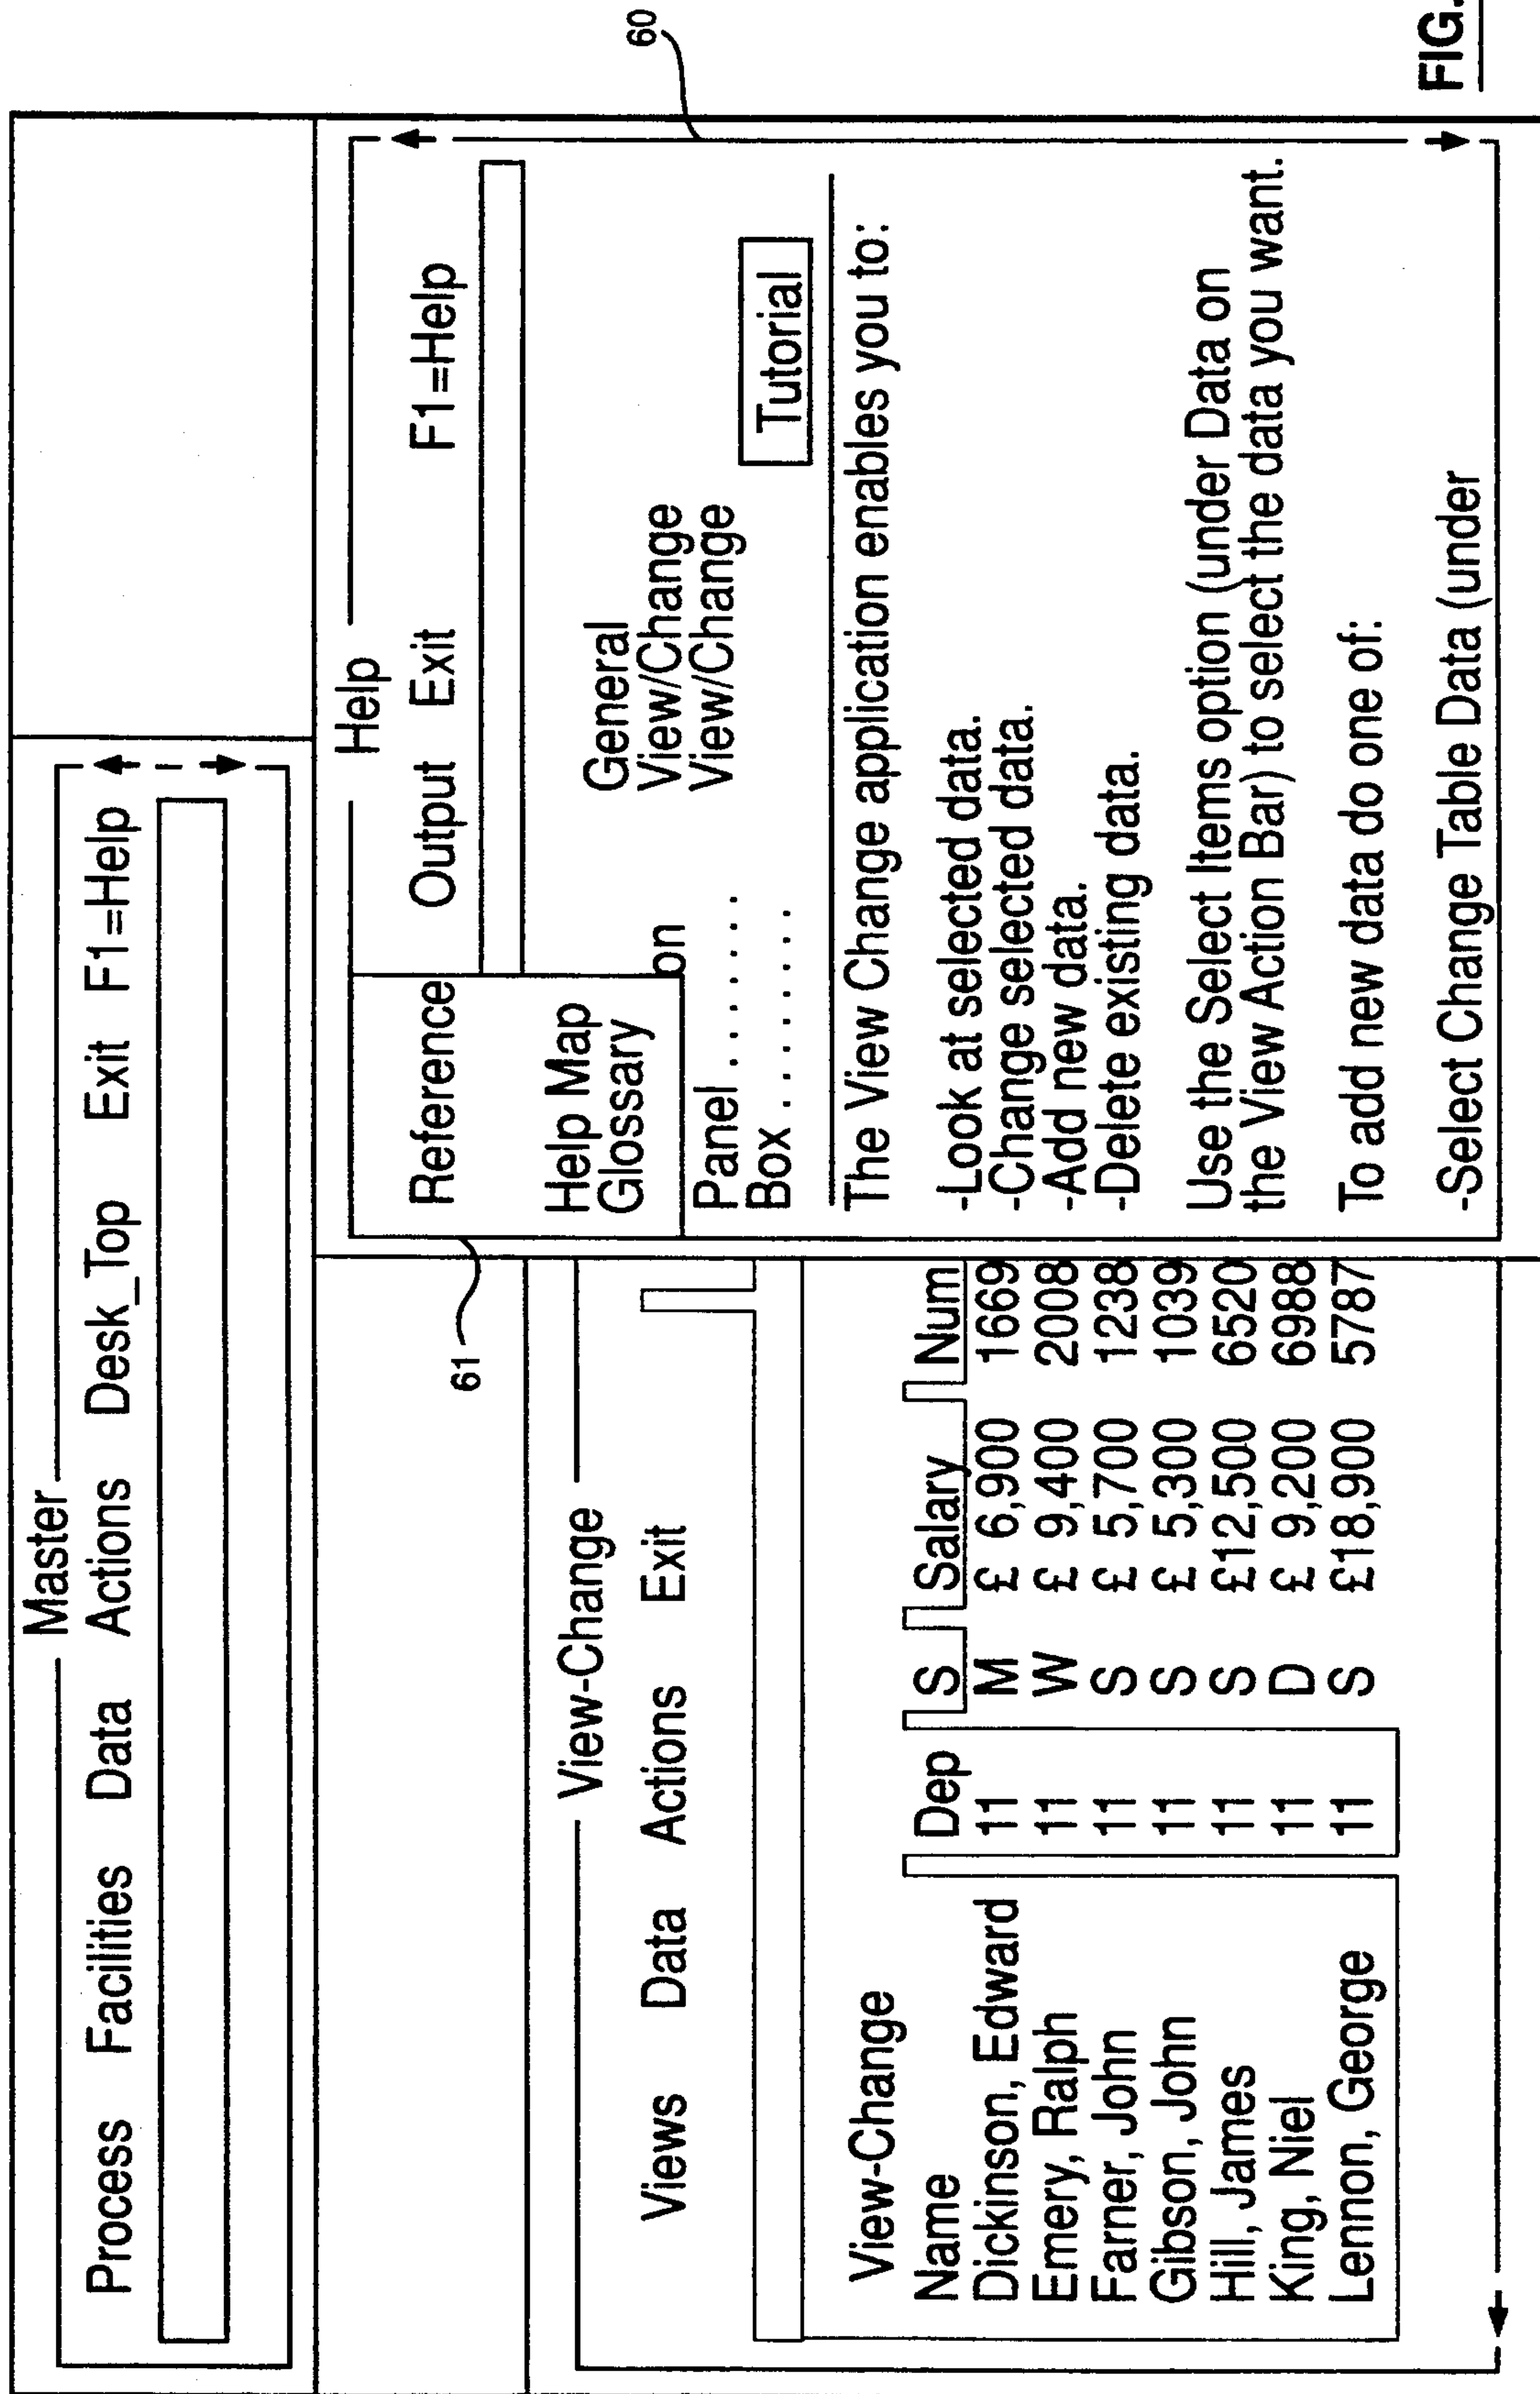 Master
Process Facilities Data Actions Desk_Top Exit F1=Help
View-Change
Views Data Actions Exit
View-Change
Name Dep S Salary Num
Dickinson, Edward 11 M £ 6,900 1669
Emery, Ralph 11 W £ 9,400 2008
Farner, John 11 S £ 5,700 1238
Gibson, John 11 S £ 5,300 1039
Hill, James 11 S £12,500 6520
King, Niel 11 D £ 9,200 6988
Lennon, George 11 S £18,900 5787
61
Help
Reference Output Exit F1=Help
Help Map General
Glossary View/Change
on
Panel........ View/Change
Box.........
Tutorial
The View Change application enables you to:
-Look at selected data.
-Change selected data.
-Add new data.
-Delete existing data.
Use the Select Items option (under Data on
the View Action Bar) to select the data you want.
To add new data do one of:
-Select Change Table Data (under
60
FIG.